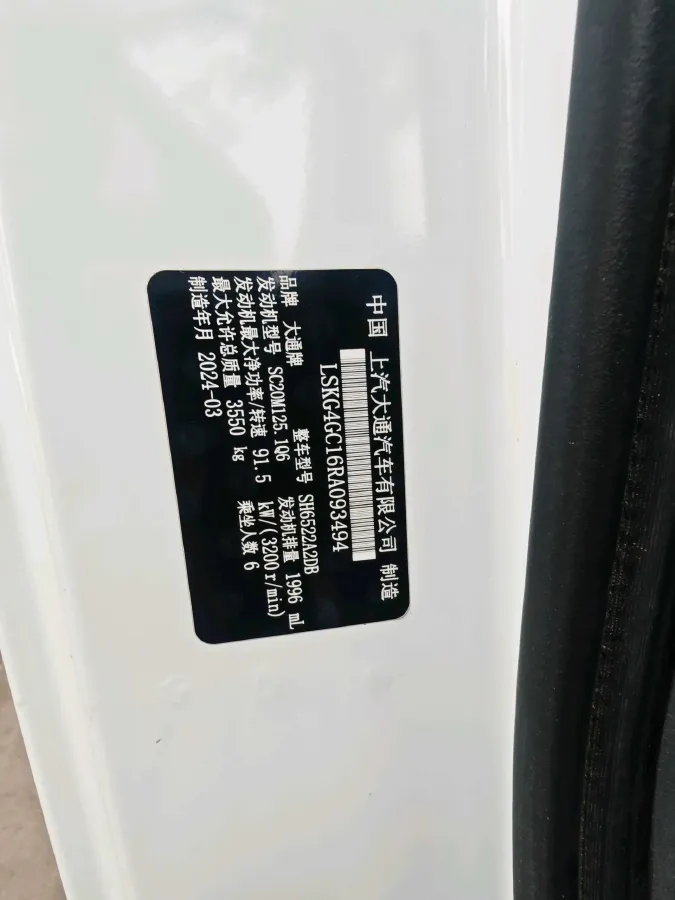 中国 上汽大通汽车有限公司 制造
LSKG4GC16RA093494
品牌 大通牌 整车型号 SH6522A2DB
发动机型号 SC20M125.1Q6 发动机排量 1996 mL
发动机最大净功率/转速 91.5 kW/(3200r/min)
最大允许总质量 3550 kg 乘坐人数 6
制造年月 2024-03